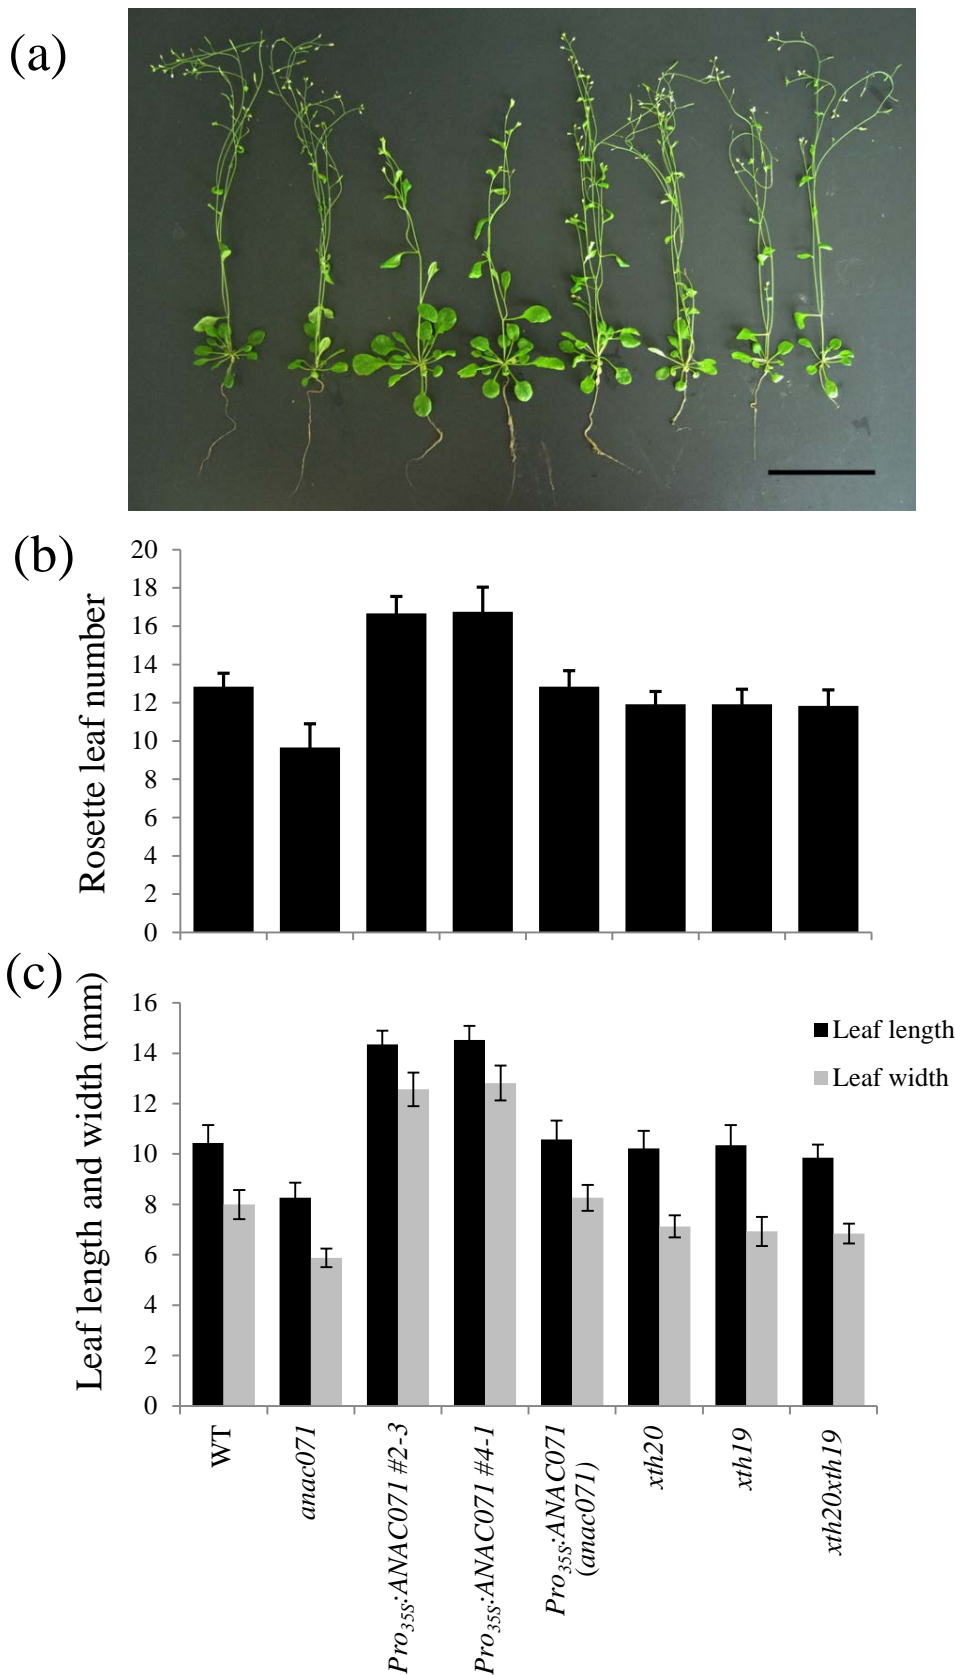 (a)
(b)
Rosette leaf number
20
18
16
14
12
10
8
6
4
2
0
(c)
Leaf length and width (mm)
16
14
12
10
8
6
4
2
0
Leaf length
Leaf width
WT
anac071
Pro35S:ANAC071 #2-3
Pro35S:ANAC071 #4-1
Pro35S:ANAC071
(anac071)
xth20
xth19
xth20xth19